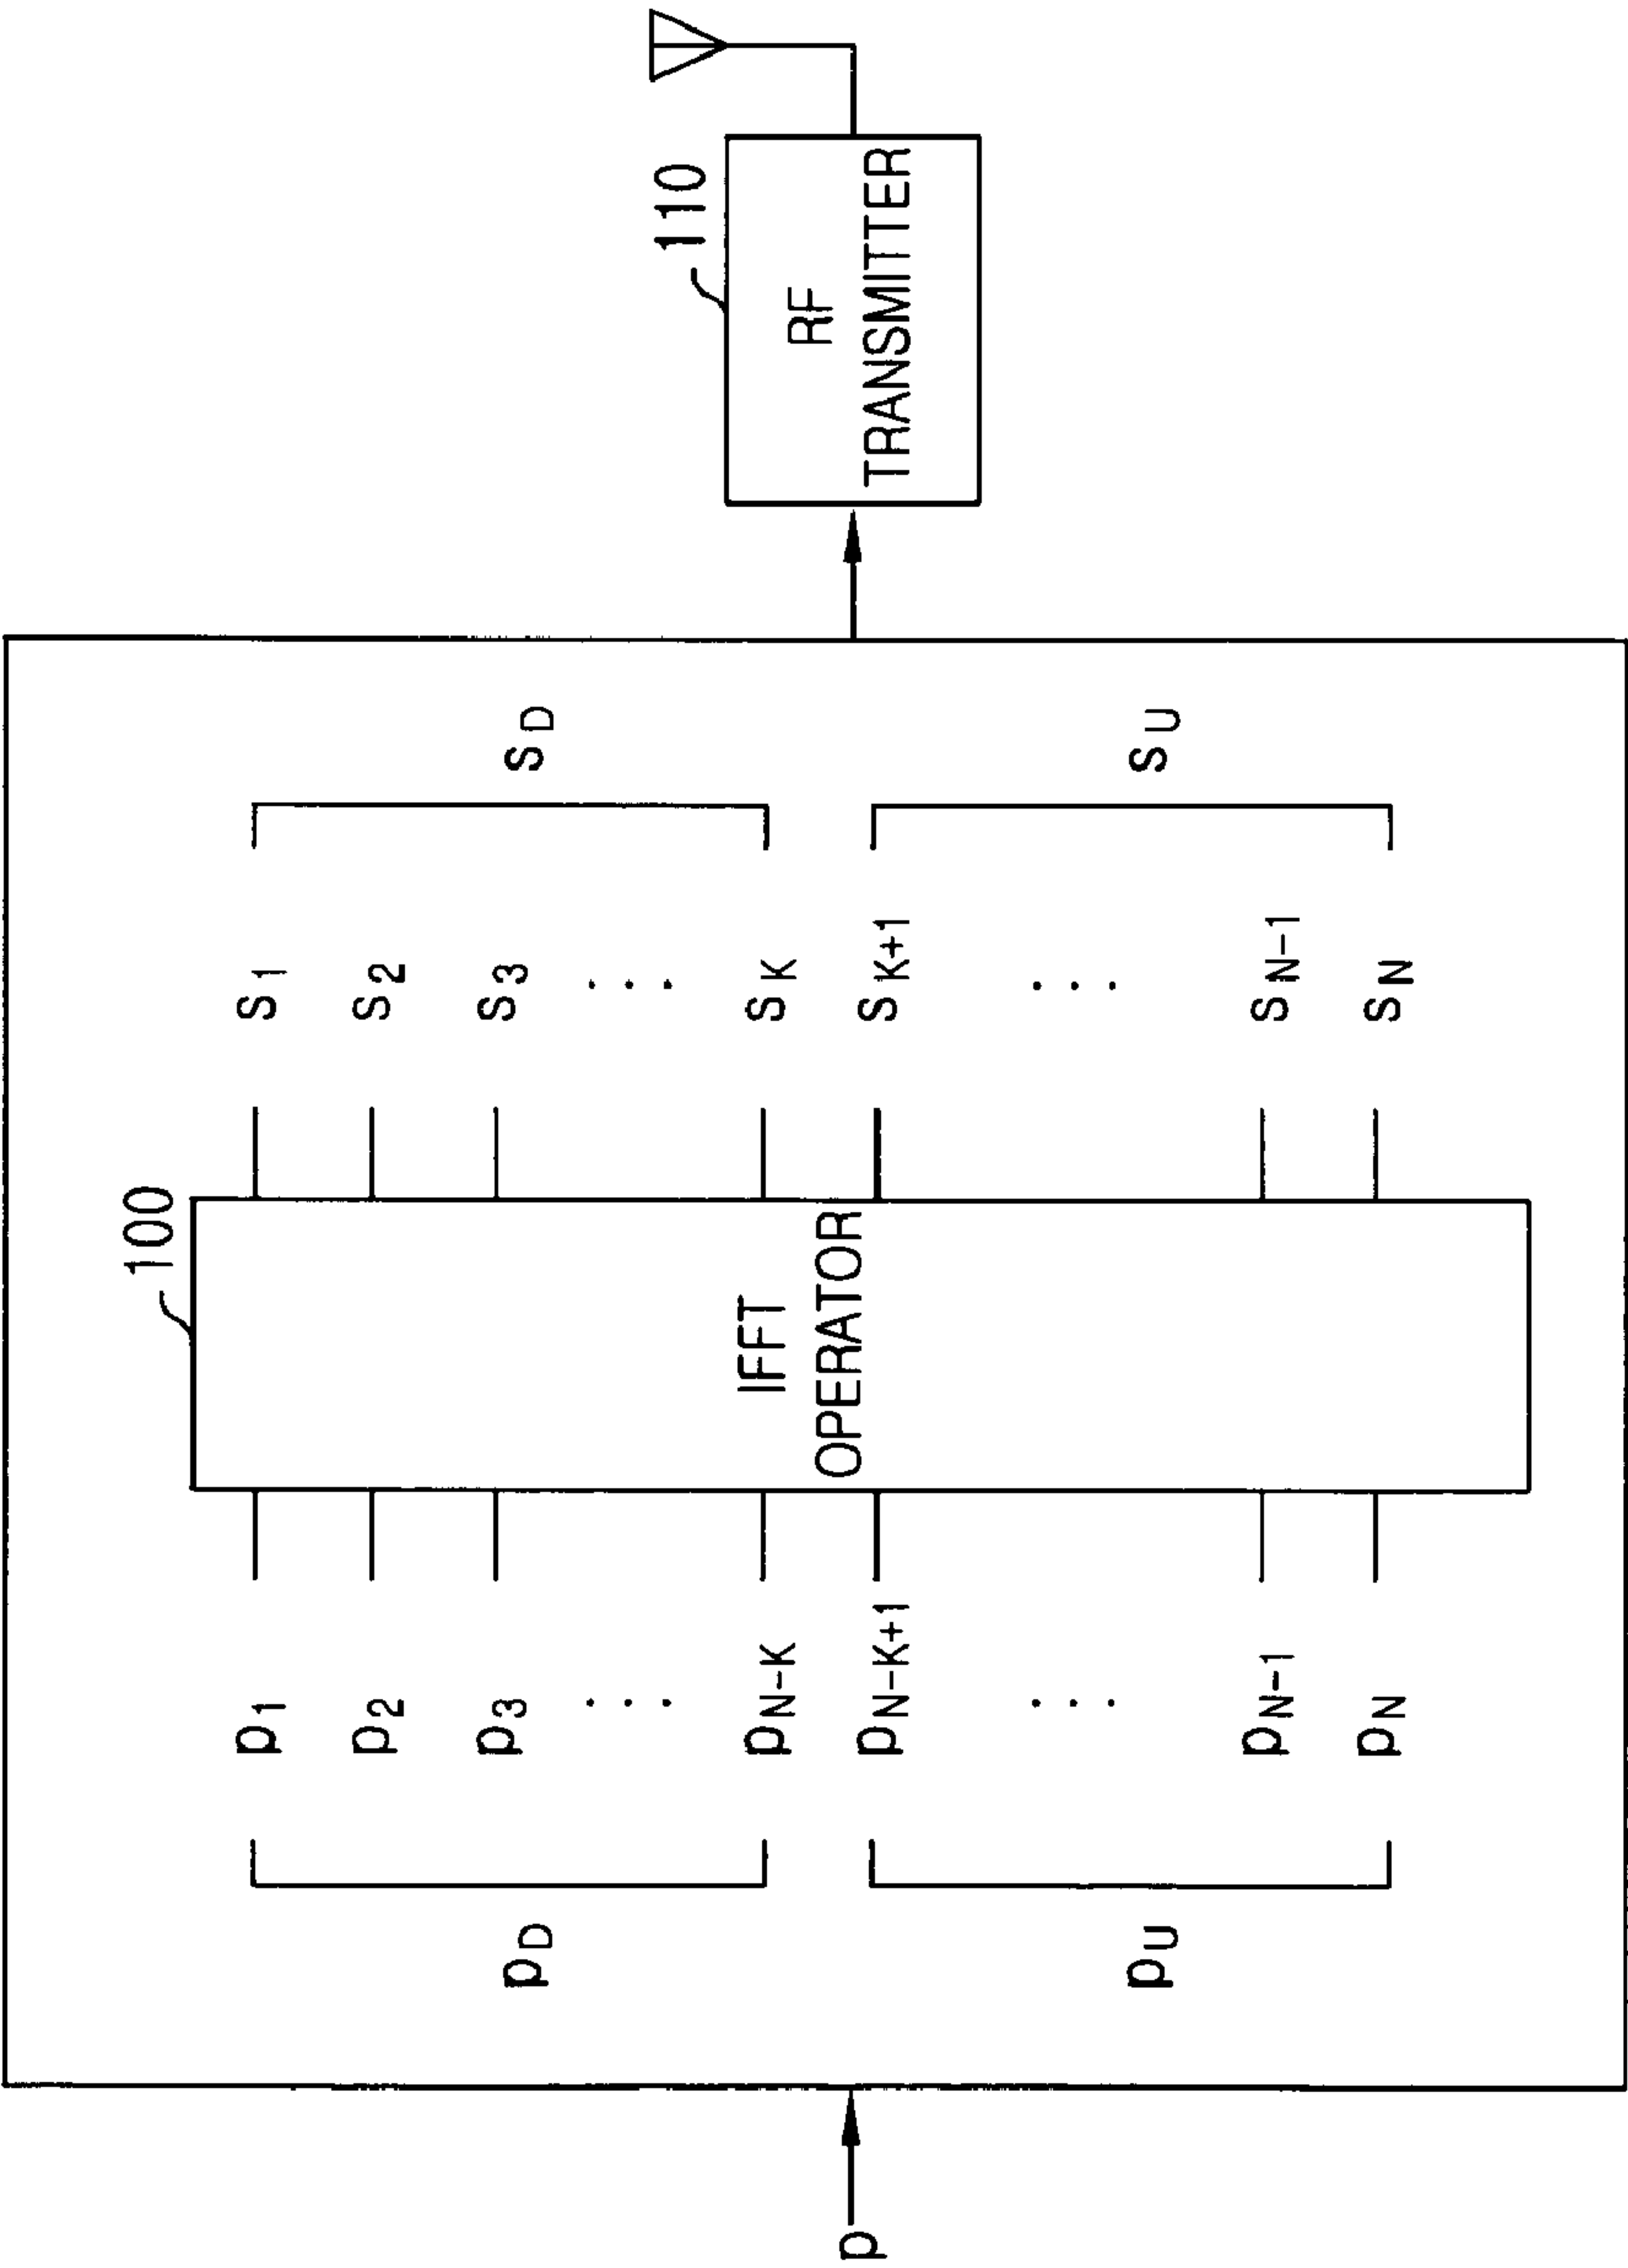 p
p_D
p_U
p_1
p_2
p_3
...
p_N-K
p_N-K+1
...
p_N-1
p_N
100
IFFT
OPERATOR
s_1
s_2
s_3
...
s_K
s_K+1
...
s_N-1
s_N
s_D
s_U
110
RF
TRANSMITTER